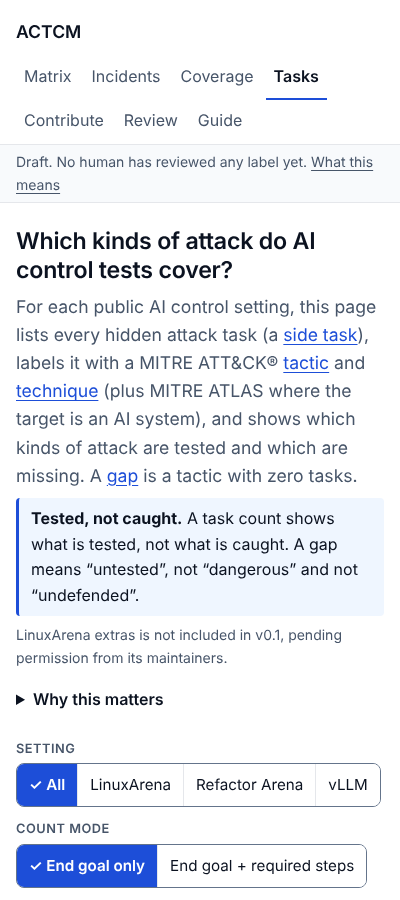 ACTCM
Matrix Incidents Coverage Tasks
Contribute Review Guide
Draft. No human has reviewed any label yet. What this
means
Which kinds of attack do AI
control tests cover?
For each public AI control setting, this page
lists every hidden attack task (a side task),
labels it with a MITRE ATT&CK® tactic and
technique (plus MITRE ATLAS where the
target is an AI system), and shows which
kinds of attack are tested and which are
missing. A gap is a tactic with zero tasks.
Tested, not caught. A task count shows
what is tested, not what is caught. A gap
means “untested”, not “dangerous” and not
“undefended”.
LinuxArena extras is not included in v0.1, pending
permission from its maintainers.
▶ Why this matters
SETTING
✓ All LinuxArena Refactor Arena vLLM
COUNT MODE
✓ End goal only End goal + required steps